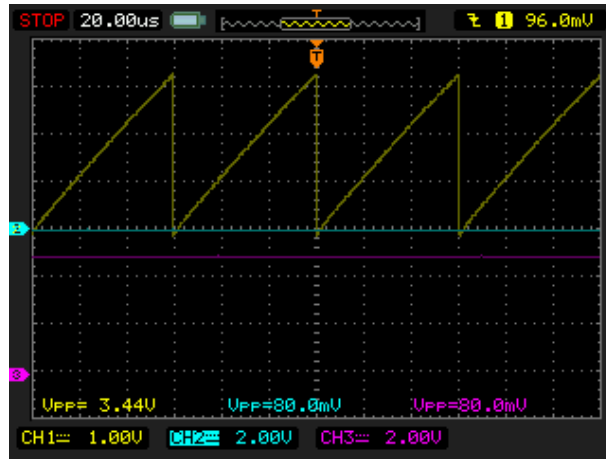 STOP 20.00us T 1 96.0mV
T
1
3
VPP= 3.44V VPP=80.0mV VPP=80.0mV
CH1 1.00V CH2 2.00V CH3 2.00V